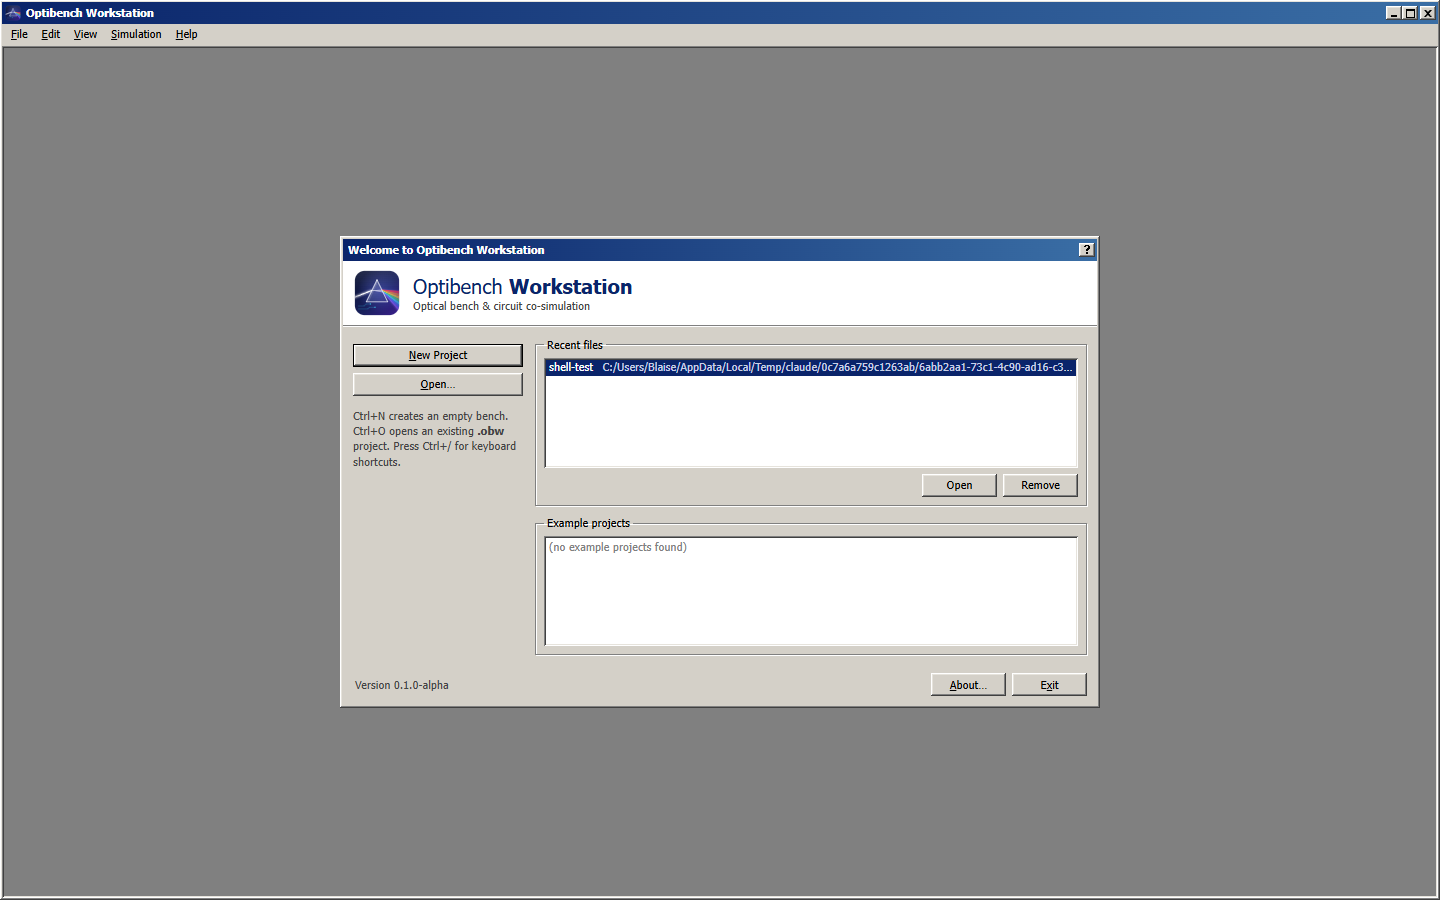 Optibench Workstation
File Edit View Simulation Help
Welcome to Optibench Workstation
?
Optibench Workstation
Optical bench & circuit co-simulation
New Project
Open...
Ctrl+N creates an empty bench.
Ctrl+O opens an existing .obw
project. Press Ctrl+/ for keyboard
shortcuts.
Recent files
shell-test C:/Users/Blaise/AppData/Local/Temp/claude/0c7a6a759c1263ab/6abb2aa1-73c1-4c90-ad16-c3...
Open Remove
Example projects
(no example projects found)
Version 0.1.0-alpha
About... Exit